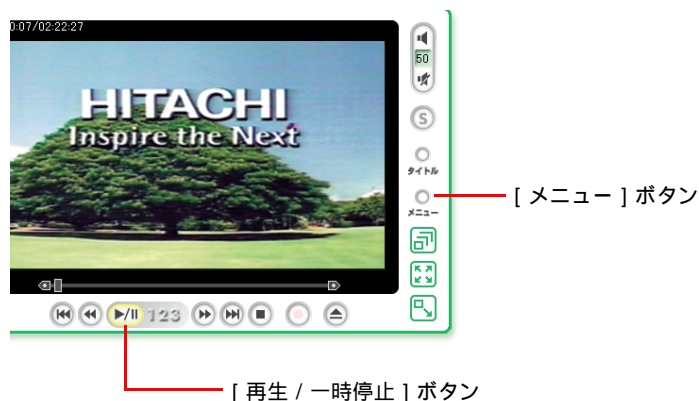 0:07/02:22:27
HITACHI
Inspire the Next
50
S
タイトル
メニュー
[ メニュー ] ボタン
123
[ 再生 / 一時停止 ] ボタン